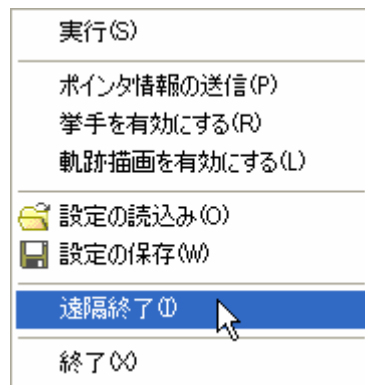 実行(S)
ポインタ情報の送信(P)
挙手を有効にする(R)
軌跡描画を有効にする(L)
設定の読込み(O)
設定の保存(W)
遠隔終了(I)
終了(X)